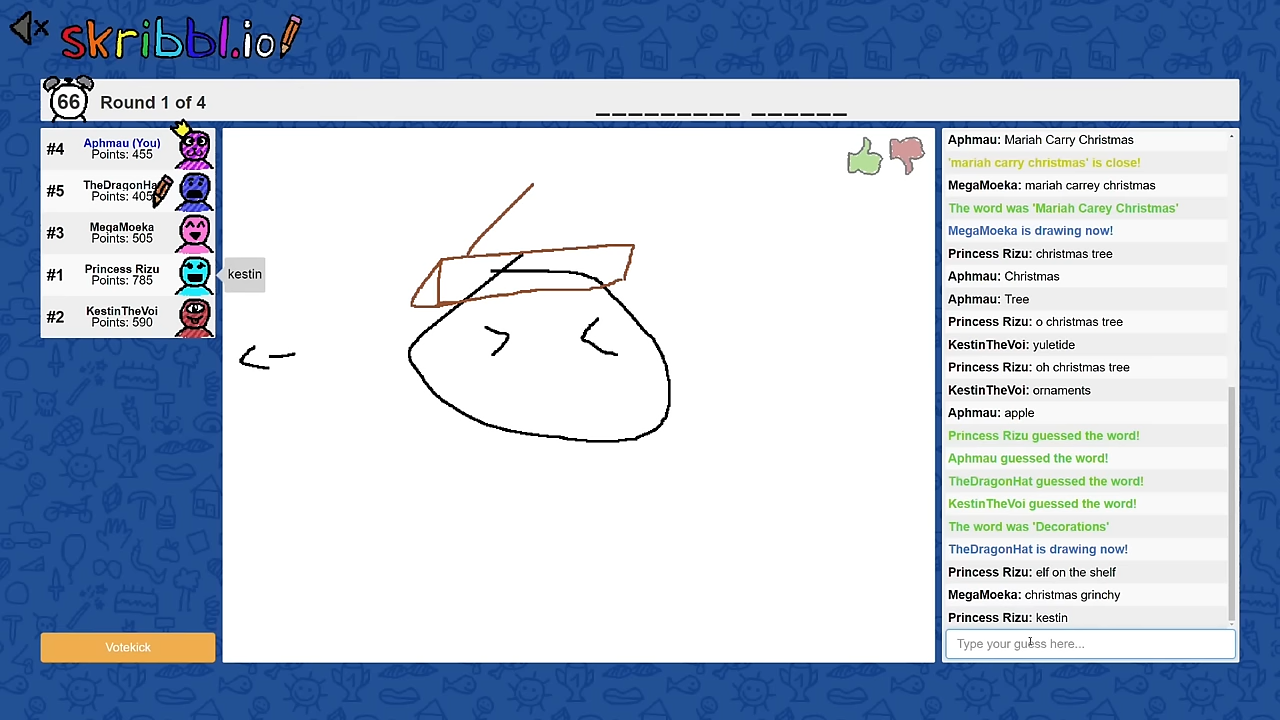 skribbl.io
66 Round 1 of 4
_________ ______
#4 Aphmau (You)
Points: 455
#5 TheDragonHa
Points: 405
#3 MegaMoeka
Points: 505
#1 Princess Rizu
Points: 785
kestin
#2 KestinTheVoi
Points: 590
Votekick
Aphmau: Mariah Carry Christmas
'mariah carry christmas' is close!
MegaMoeka: mariah carrey christmas
The word was 'Mariah Carey Christmas'
MegaMoeka is drawing now!
Princess Rizu: christmas tree
Aphmau: Christmas
Aphmau: Tree
Princess Rizu: o christmas tree
KestinTheVoi: yuletide
Princess Rizu: oh christmas tree
KestinTheVoi: ornaments
Aphmau: apple
Princess Rizu guessed the word!
Aphmau guessed the word!
TheDragonHat guessed the word!
KestinTheVoi guessed the word!
The word was 'Decorations'
TheDragonHat is drawing now!
Princess Rizu: elf on the shelf
MegaMoeka: christmas grinchy
Princess Rizu: kestin
Type your guess here...